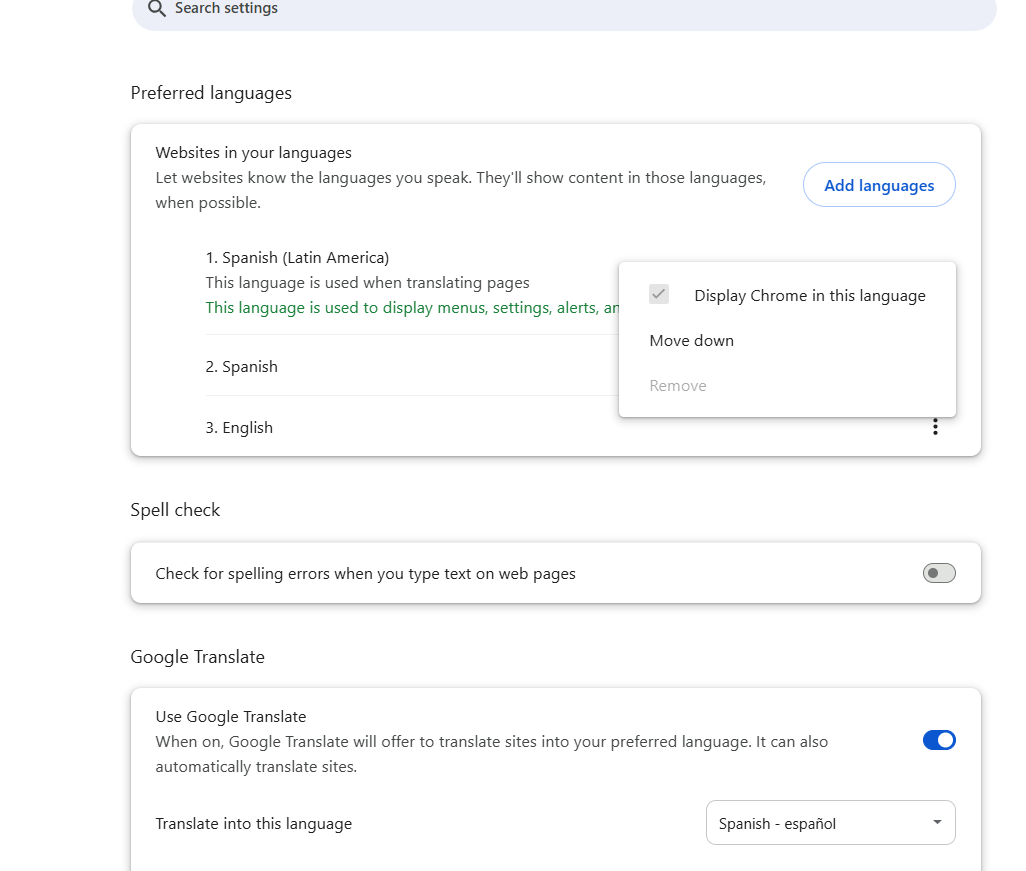 Search settings
Preferred languages
Websites in your languages
Let websites know the languages you speak. They'll show content in those languages,
when possible.
Add languages
1. Spanish (Latin America)
This language is used when translating pages
This language is used to display menus, settings, alerts,
Display Chrome in this language
Move down
Remove
2. Spanish
3. English
Spell check
Check for spelling errors when you type text on web pages
Google Translate
Use Google Translate
When on, Google Translate will offer to translate sites into your preferred language. It can also
automatically translate sites.
Translate into this language
Spanish - español